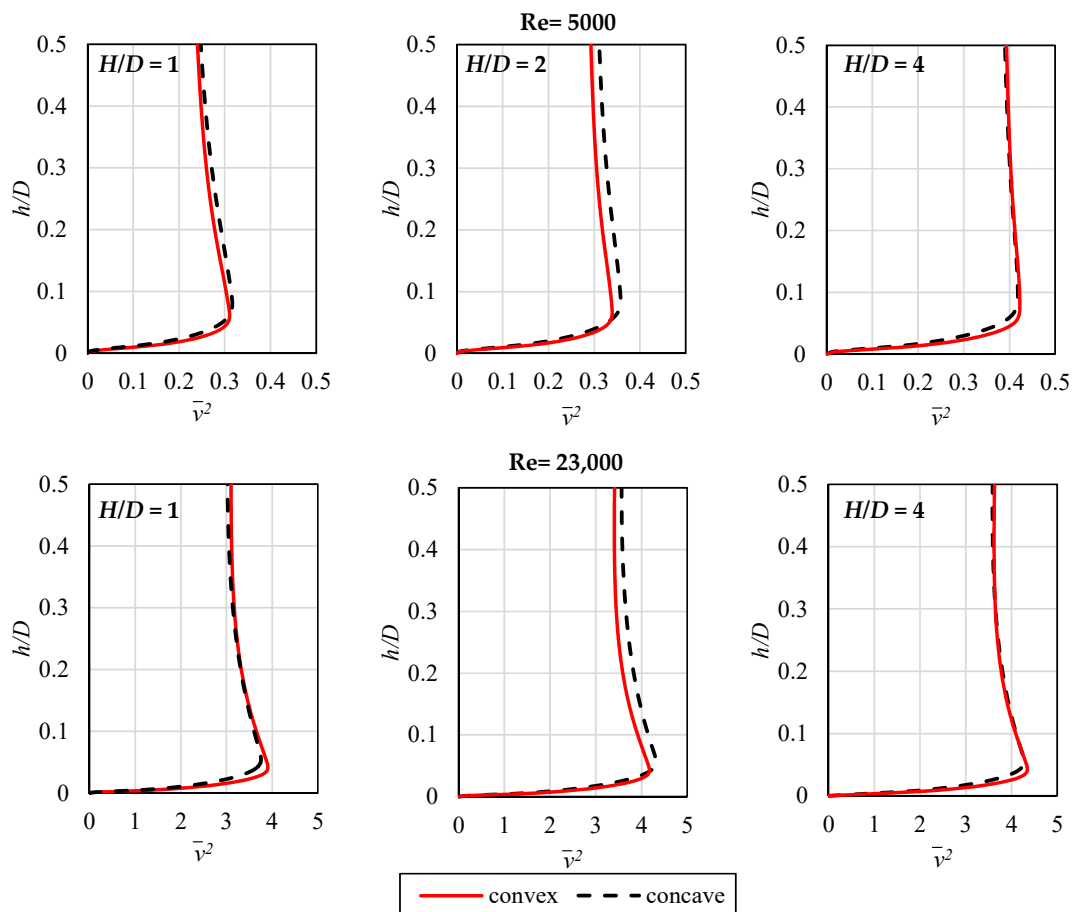 Re= 5000
H/D = 1
0.5
0.4
0.3
0.2
0.1
0
h/D
0 0.1 0.2 0.3 0.4 0.5
v̄²
H/D = 2
0.5
0.4
0.3
0.2
0.1
0
h/D
0 0.1 0.2 0.3 0.4 0.5
v̄²
H/D = 4
0.5
0.4
0.3
0.2
0.1
0
h/D
0 0.1 0.2 0.3 0.4 0.5
v̄²
Re= 23,000
H/D = 1
0.5
0.4
0.3
0.2
0.1
0
h/D
0 1 2 3 4 5
v̄²
0.5
0.4
0.3
0.2
0.1
0
h/D
0 1 2 3 4 5
v̄²
H/D = 4
0.5
0.4
0.3
0.2
0.1
0
h/D
0 1 2 3 4 5
v̄²
convex concave